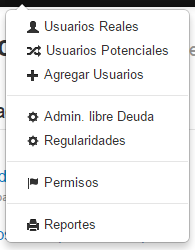 Usuarios Reales
Usuarios Potenciales
Agregar Usuarios
Admin. libre Deuda
Regularidades
Permisos
Reportes